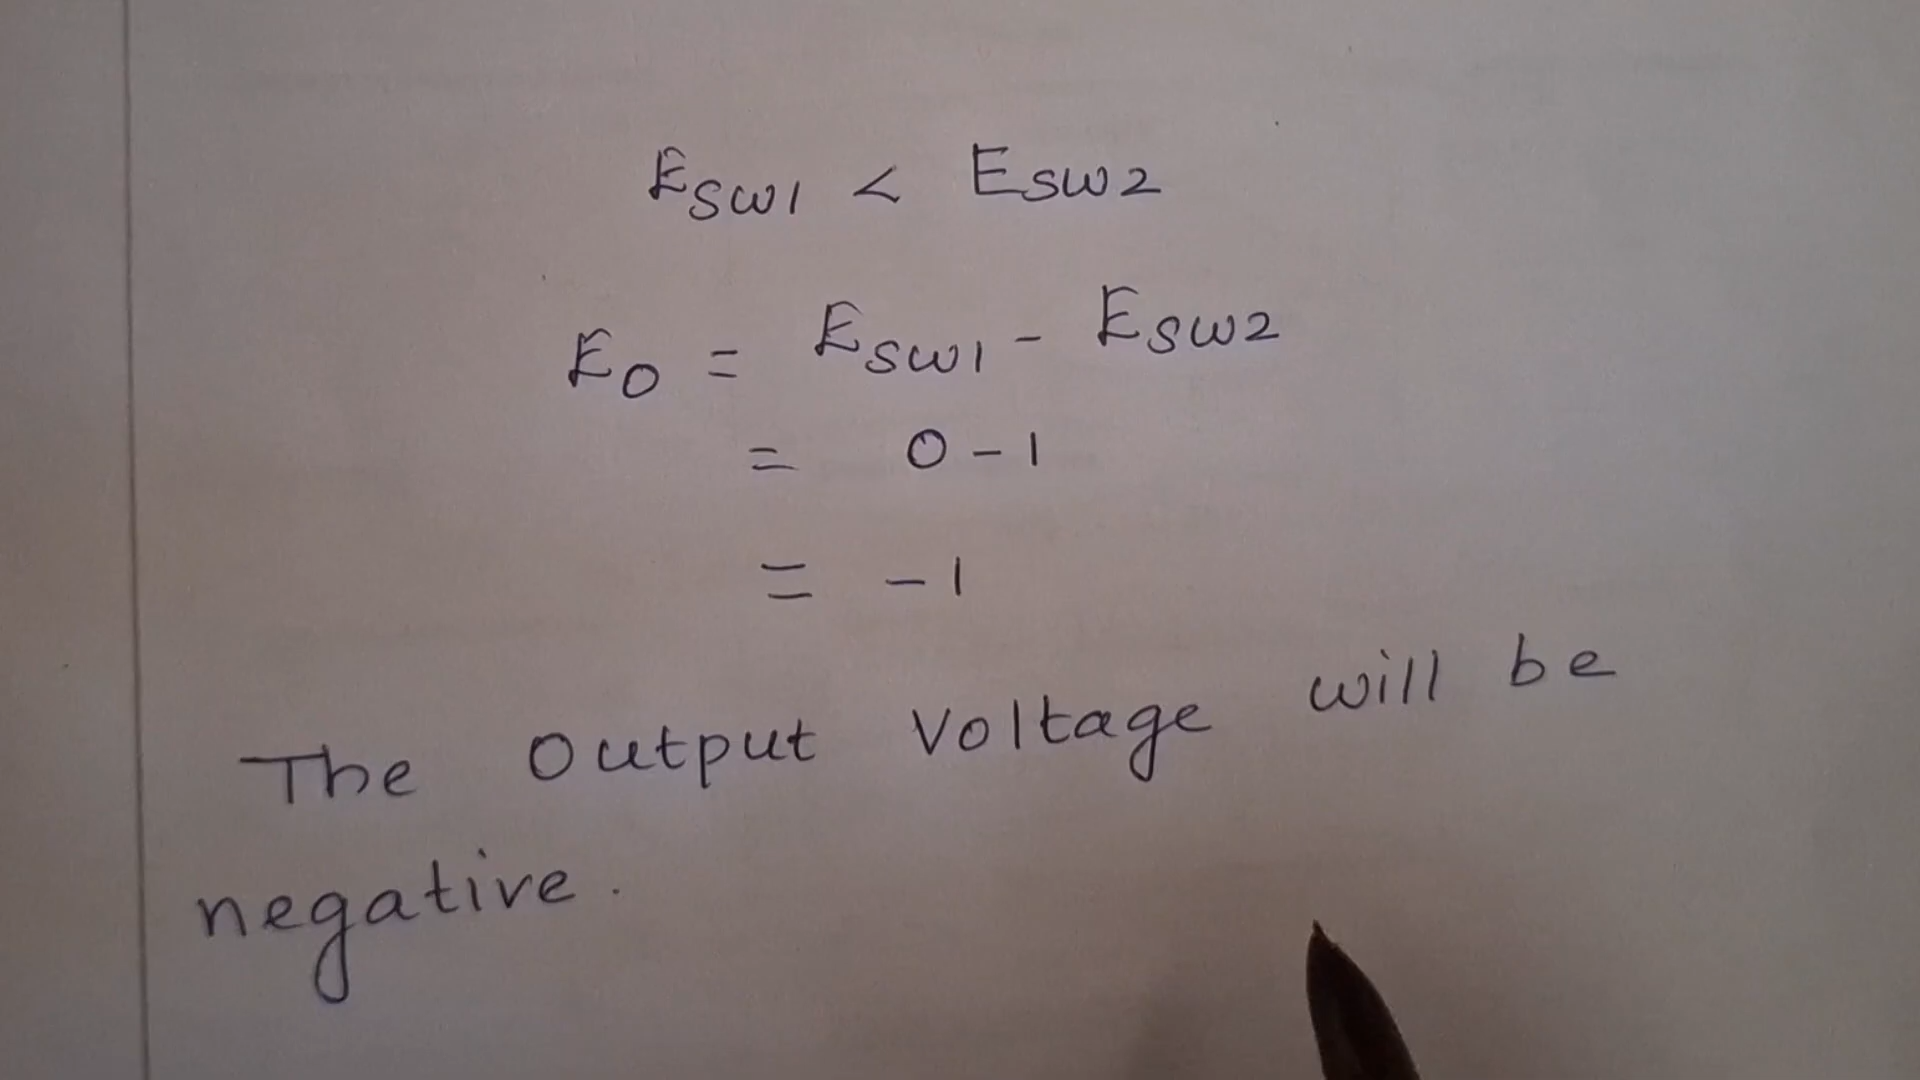 ESW1 < ESW2
EO = ESW1 - ESW2
= 0 - 1
= - 1
The Output Voltage will be
negative.